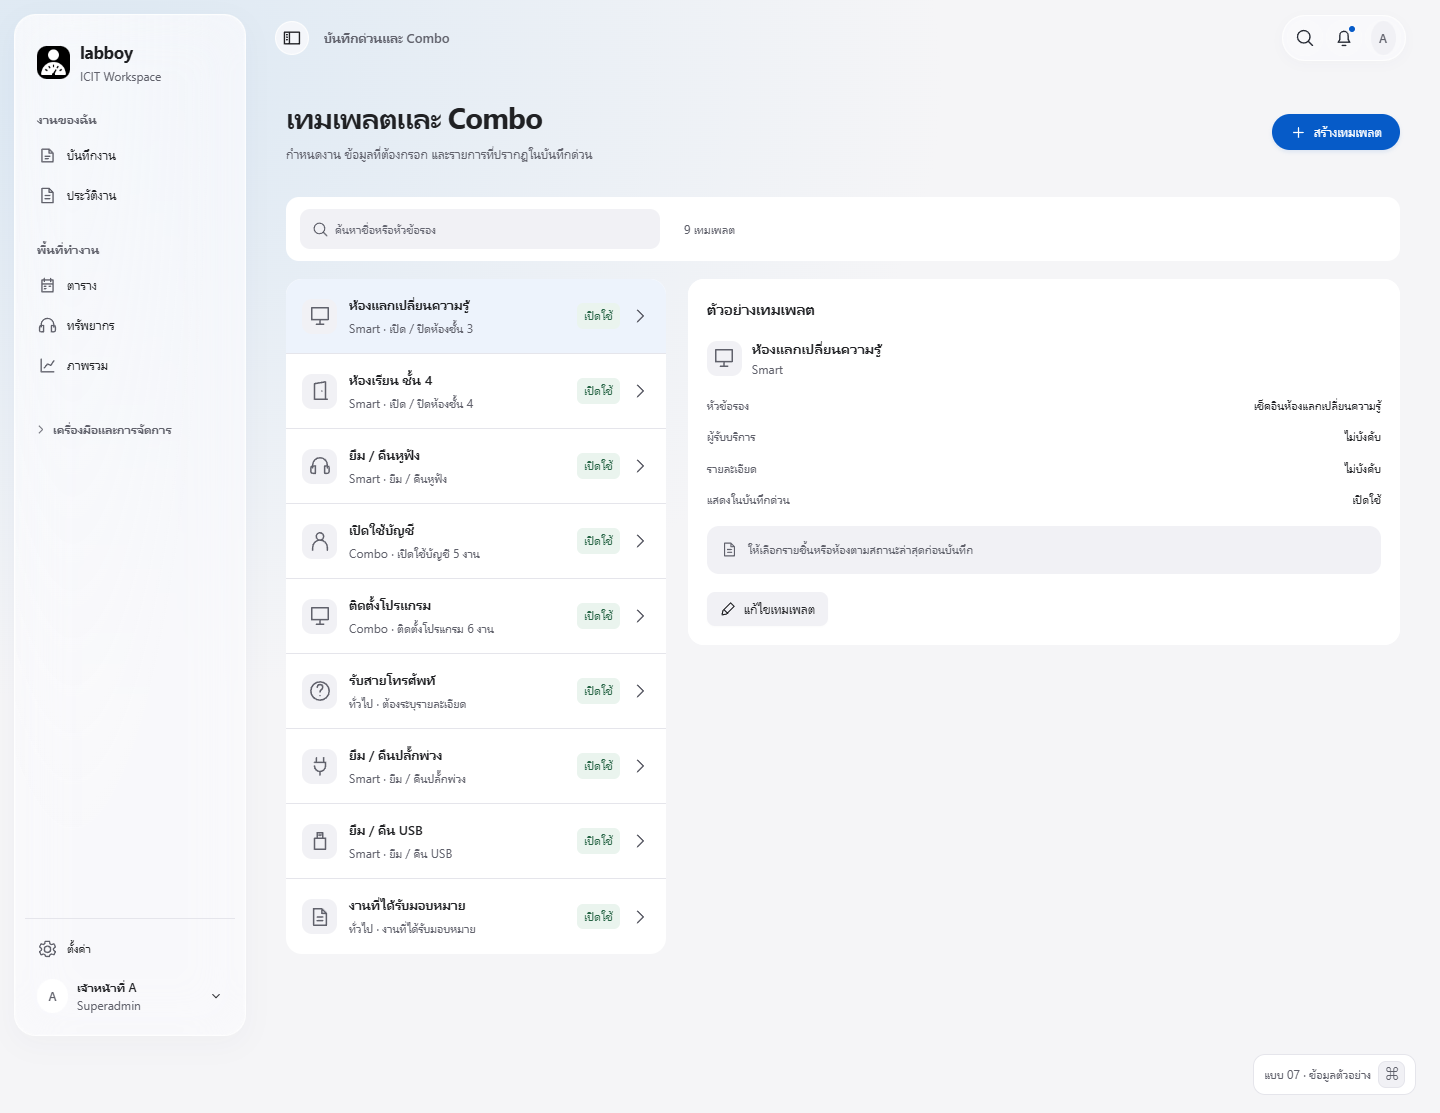 labboy
ICIT Workspace
งานของฉัน
บันทึกงาน
ประวัติงาน
พื้นที่ทำงาน
ตาราง
ทรัพยากร
ภาพรวม
เครื่องมือและการจัดการ
ตั้งค่า
A
เจ้าหน้าที่ A
Superadmin
บันทึกด่วนและ Combo
A
เทมเพลตและ Combo
กำหนดงาน ข้อมูลที่ต้องกรอก และรายการที่ปรากฏในบันทึกด่วน
สร้างเทมเพลต
ค้นหาชื่อหรือหัวข้อรอง
9 เทมเพลต
ห้องแลกเปลี่ยนความรู้
Smart · เปิด / ปิดห้องชั้น 3
เปิดใช้
ห้องเรียน ชั้น 4
Smart · เปิด / ปิดห้องชั้น 4
เปิดใช้
ยืม / คืนหูฟัง
Smart · ยืม / คืนหูฟัง
เปิดใช้
เปิดใช้บัญชี
Combo · เปิดใช้บัญชี 5 งาน
เปิดใช้
ติดตั้งโปรแกรม
Combo · ติดตั้งโปรแกรม 6 งาน
เปิดใช้
รับสายโทรศัพท์
ทั่วไป · ต้องระบุรายละเอียด
เปิดใช้
ยืม / คืนปลั๊กพ่วง
Smart · ยืม / คืนปลั๊กพ่วง
เปิดใช้
ยืม / คืน USB
Smart · ยืม / คืน USB
เปิดใช้
งานที่ได้รับมอบหมาย
ทั่วไป · งานที่ได้รับมอบหมาย
เปิดใช้
ตัวอย่างเทมเพลต
ห้องแลกเปลี่ยนความรู้
Smart
หัวข้อรอง
เช็คอินห้องแลกเปลี่ยนความรู้
ผู้รับบริการ
ไม่บังคับ
รายละเอียด
ไม่บังคับ
แสดงในบันทึกด่วน
เปิดใช้
ให้เลือกรายชิ้นหรือห้องตามสถานะล่าสุดก่อนบันทึก
แก้ไขเทมเพลต
แบบ 07 · ข้อมูลตัวอย่าง ⌘